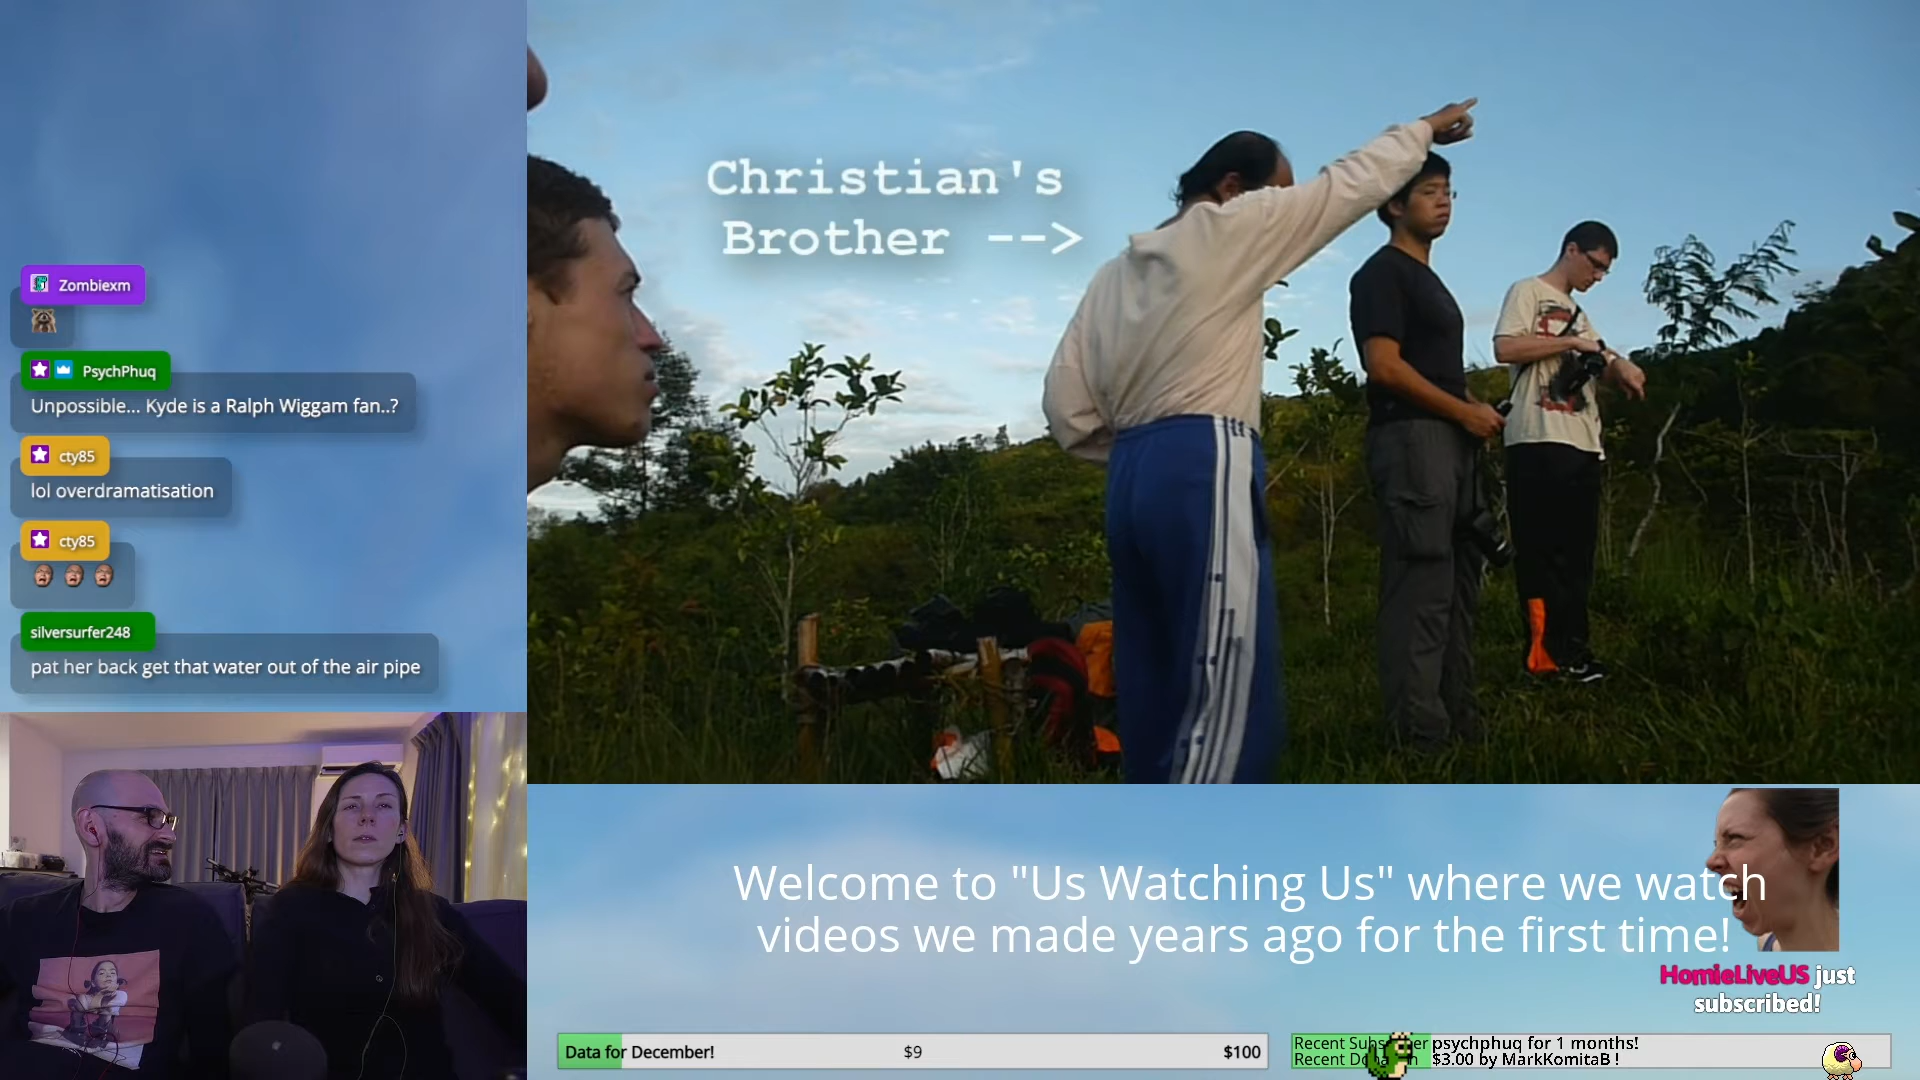 Zombiexm
PsychPhuq
Unpossible... Kyde is a Ralph Wiggam fan..?
cty85
lol overdramatisation
cty85
silversurfer248
pat her back get that water out of the air pipe
Christian's
Brother -->
Welcome to "Us Watching Us" where we watch
videos we made years ago for the first time!
HomieLiveUS just
subscribed!
Data for December!
$9
$100
Recent Subscriber psychphuq for 1 months!
Recent $3.00 by MarkKomitaB !